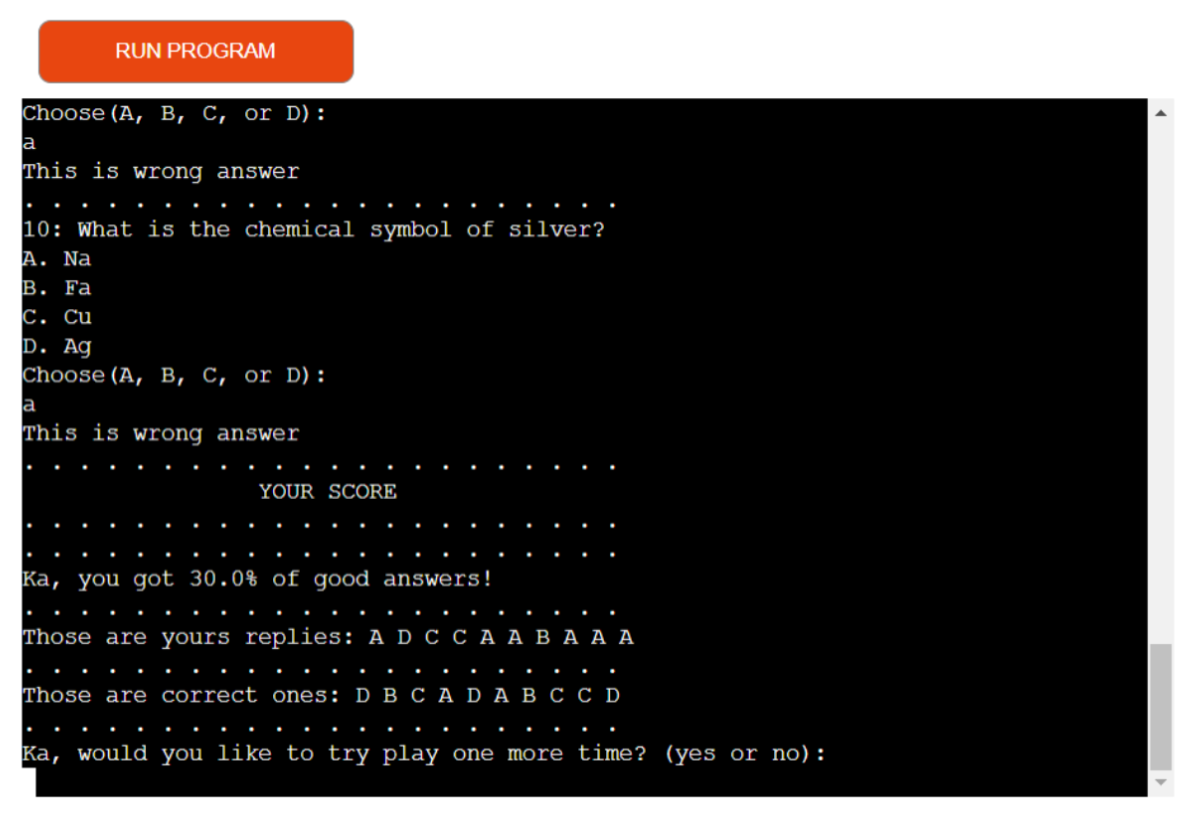 RUN PROGRAM
Choose(A, B, C, or D):
a
This is wrong answer
. . . . . . . . . . . . . . . . . . . . . .
10: What is the chemical symbol of silver?
A. Na
B. Fa
C. Cu
D. Ag
Choose(A, B, C, or D):
a
This is wrong answer
. . . . . . . . . . . . . . . . . . . . . .
YOUR SCORE
. . . . . . . . . . . . . . . . . . . . . .
. . . . . . . . . . . . . . . . . . . . . .
Ka, you got 30.0% of good answers!
. . . . . . . . . . . . . . . . . . . . . .
Those are yours replies: A D C C A A B A A A
. . . . . . . . . . . . . . . . . . . . . .
Those are correct ones: D B C A D A B C C D
. . . . . . . . . . . . . . . . . . . . . .
Ka, would you like to try play one more time? (yes or no):